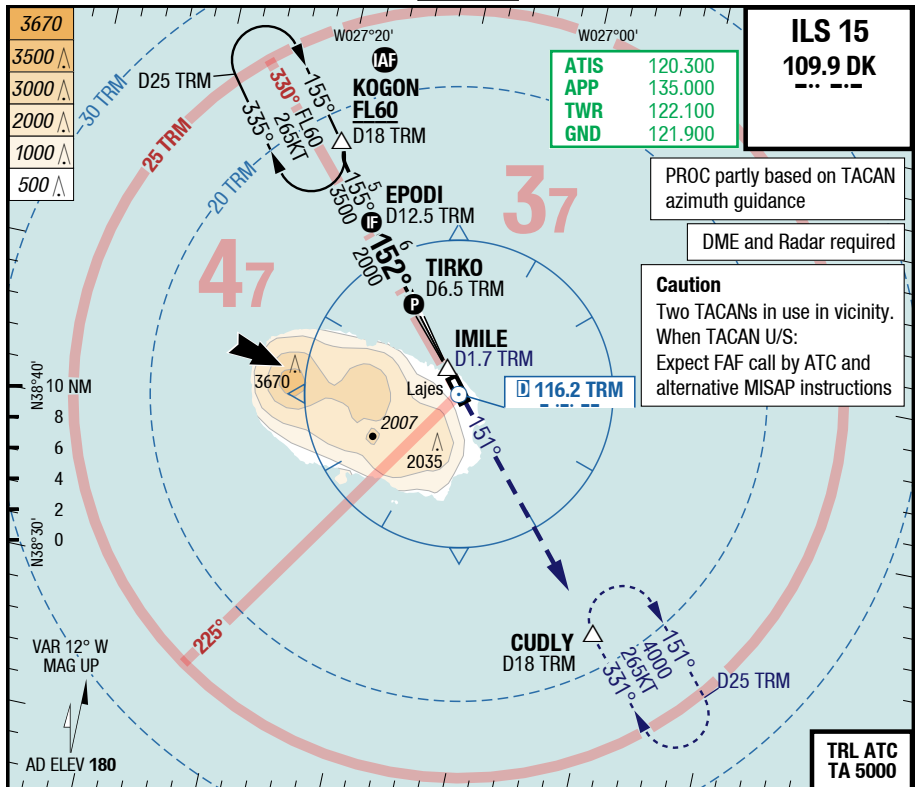 3670
3500
3000
2000
1000
500
30 TRM
25 TRM
20 TRM
W027°20'
W027°00'
ILS 15
109.9 DK
ATIS 120.300
APP 135.000
TWR 122.100
GND 121.900
PROC partly based on TACAN
azimuth guidance
DME and Radar required
Caution
Two TACANs in use in vicinity.
When TACAN U/S:
Expect FAF call by ATC and
alternative MISAP instructions
D25 TRM
IAF
KOGON
FL60
D18 TRM
155°
330°
FL60
265KT
335°
5
155°
3500
EPODI
IF
D12.5 TRM
37
47
6
152°
2000
TIRKO
D6.5 TRM
P
IMILE
D1.7 TRM
3670
Lajes
D 116.2 TRM
2007
2035
151°
N38°40'
10 NM
8
6
4
2
0
N38°30'
225°
CUDLY
D18 TRM
151°
4000
265KT
331°
D25 TRM
VAR 12° W
MAG UP
AD ELEV 180
TRL ATC
TA 5000